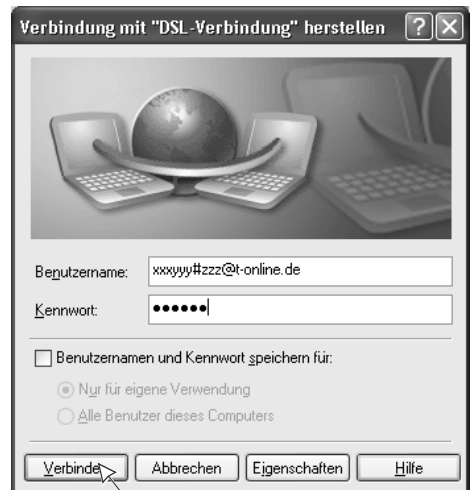 Verbindung mit "DSL-Verbindung" herstellen
Benutzername:
xxxyyy#zzz@t-online.de
Kennwort:
●●●●●●
Benutzernamen und Kennwort speichern für:
Nur für eigene Verwendung
Alle Benutzer dieses Computers
Verbinde
Abbrechen
Eigenschaften
Hilfe